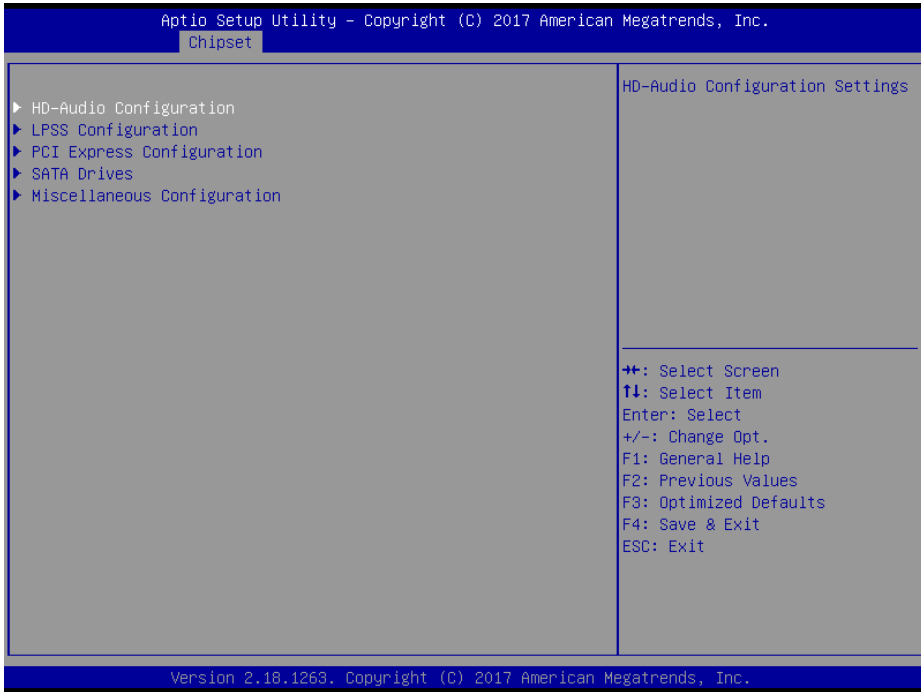 Aptio Setup Utility – Copyright (C) 2017 American Megatrends, Inc.
Chipset
HD-Audio Configuration
LPSS Configuration
PCI Express Configuration
SATA Drives
Miscellaneous Configuration
HD-Audio Configuration Settings
→←: Select Screen
↑↓: Select Item
Enter: Select
+/-: Change Opt.
F1: General Help
F2: Previous Values
F3: Optimized Defaults
F4: Save & Exit
ESC: Exit
Version 2.18.1263. Copyright (C) 2017 American Megatrends, Inc.